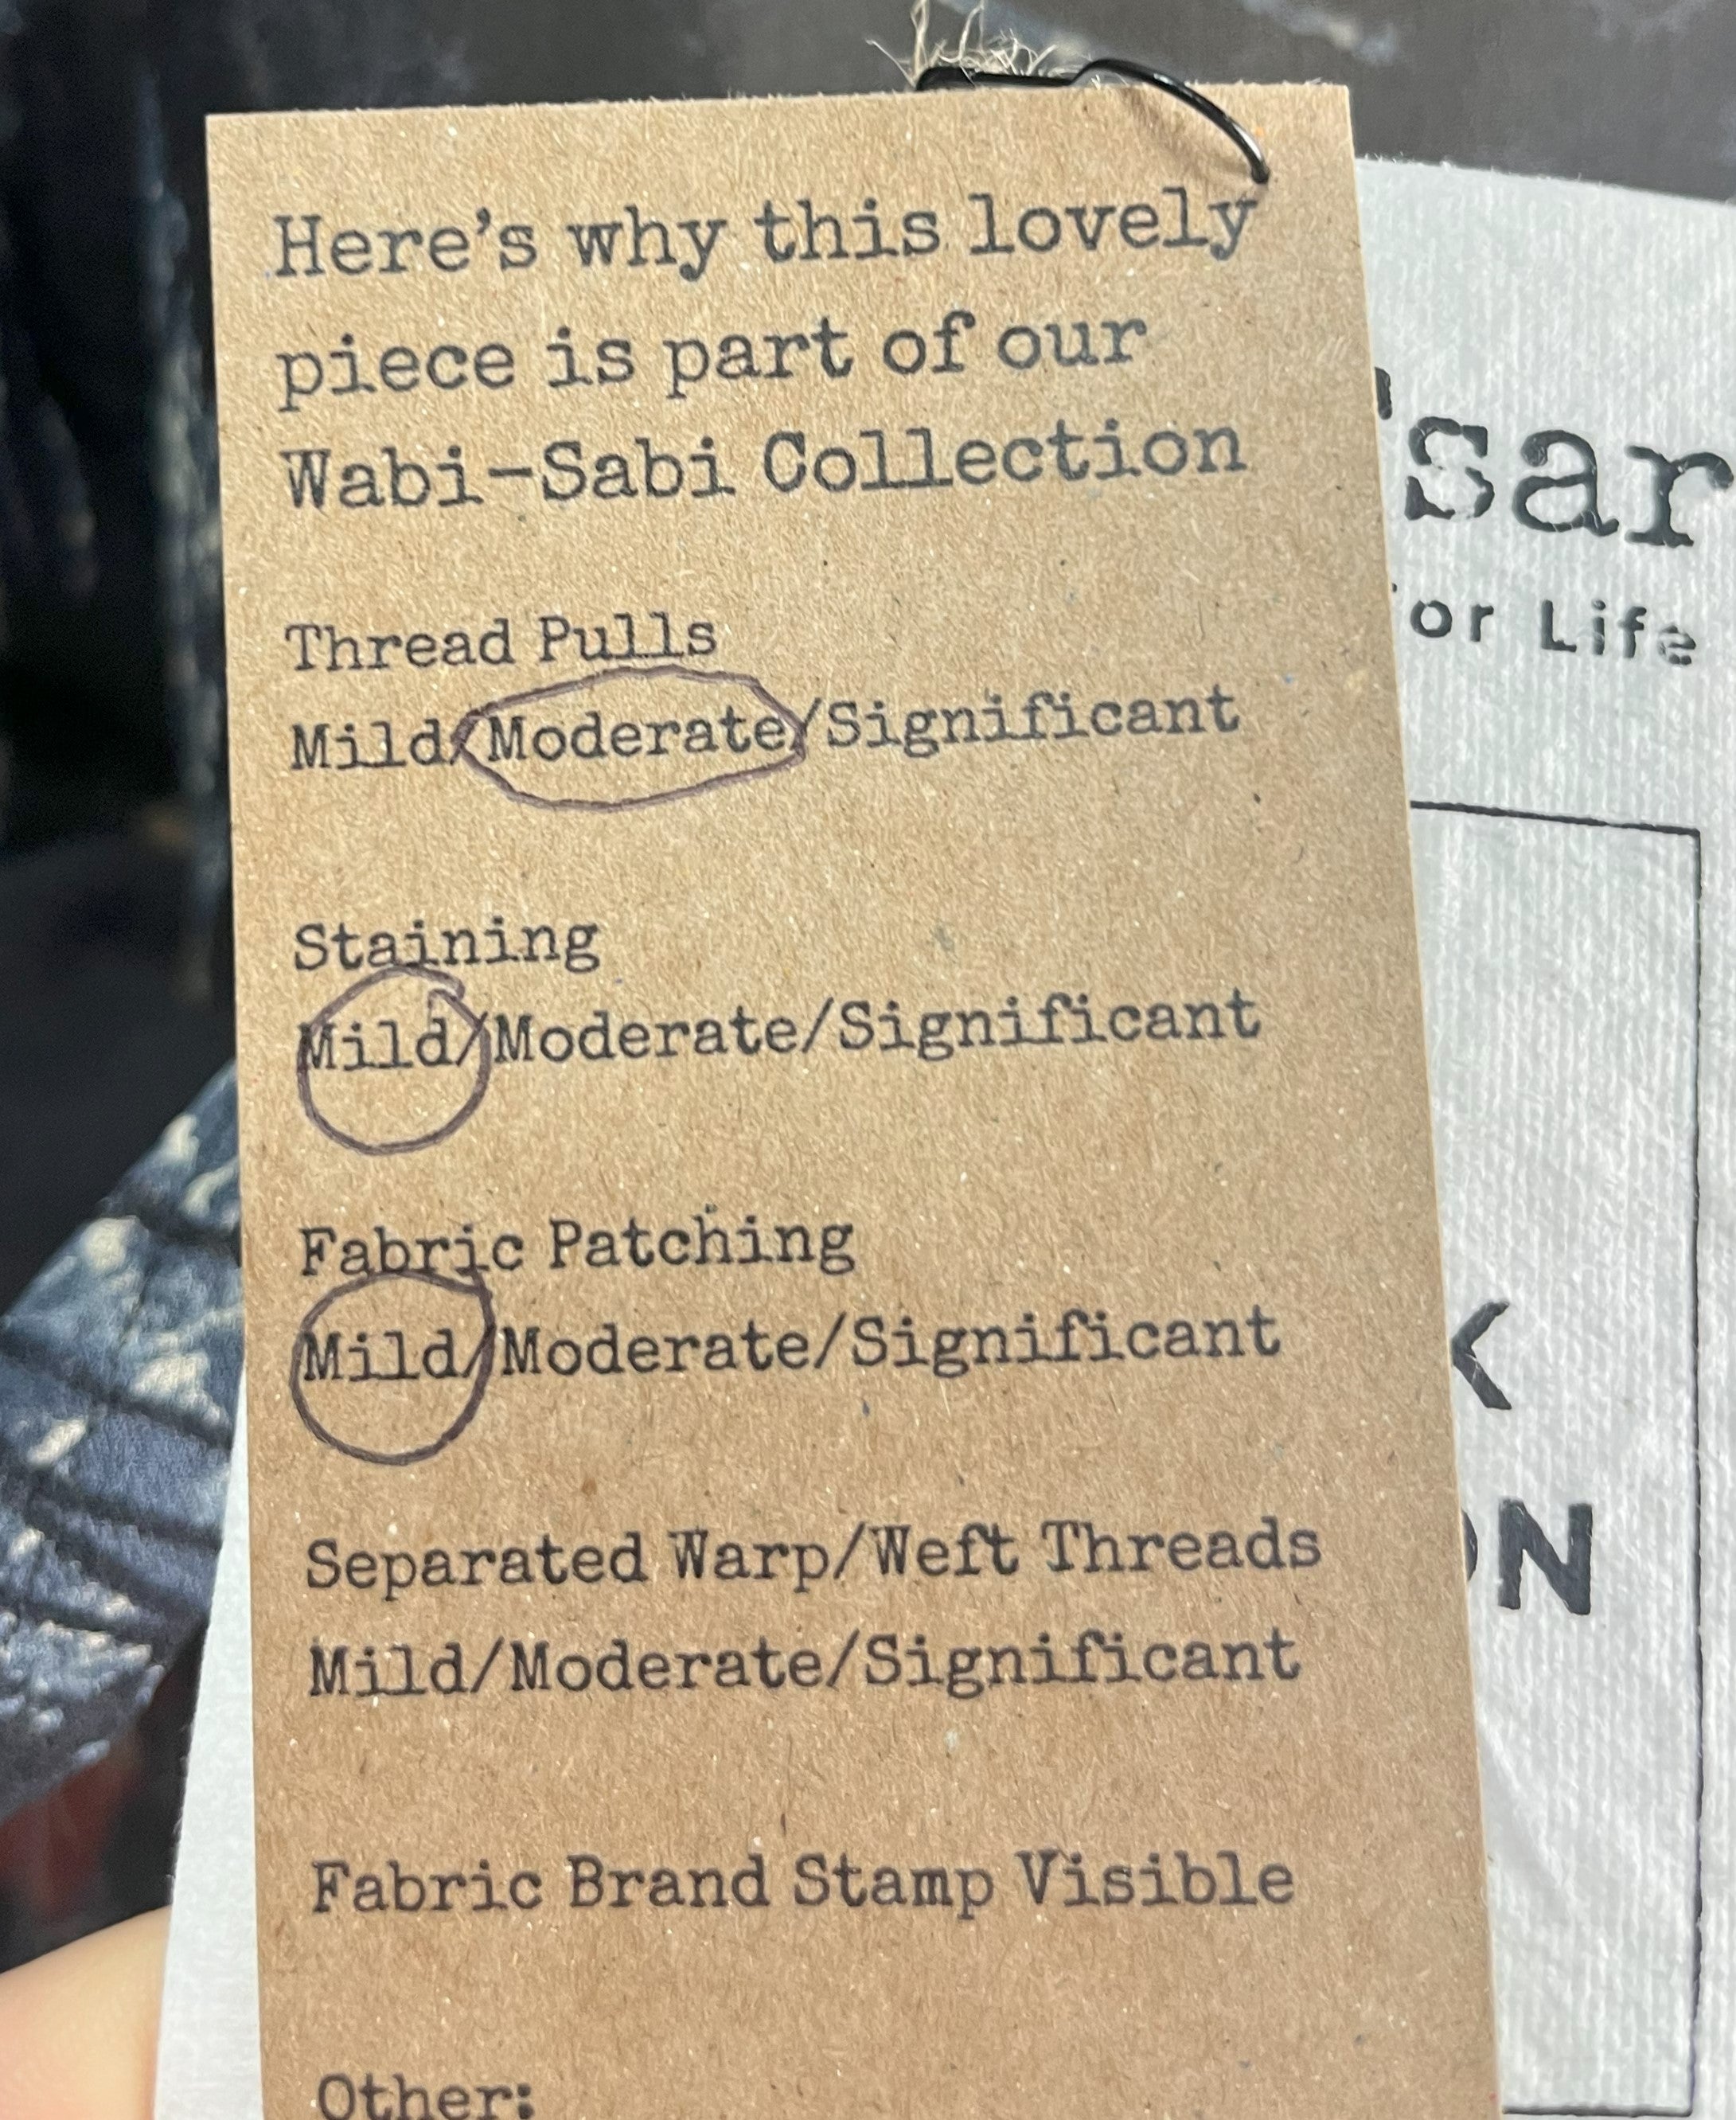 Here's why this lovely
piece is part of our
Wabi-Sabi Collection
Thread Pulls
Mild/Moderate/Significant
Staining
Mild/Moderate/Significant
Fabric Patching
Mild/Moderate/Significant
Separated Warp/Weft Threads
Mild/Moderate/Significant
Fabric Brand Stamp Visible
Other:
Life